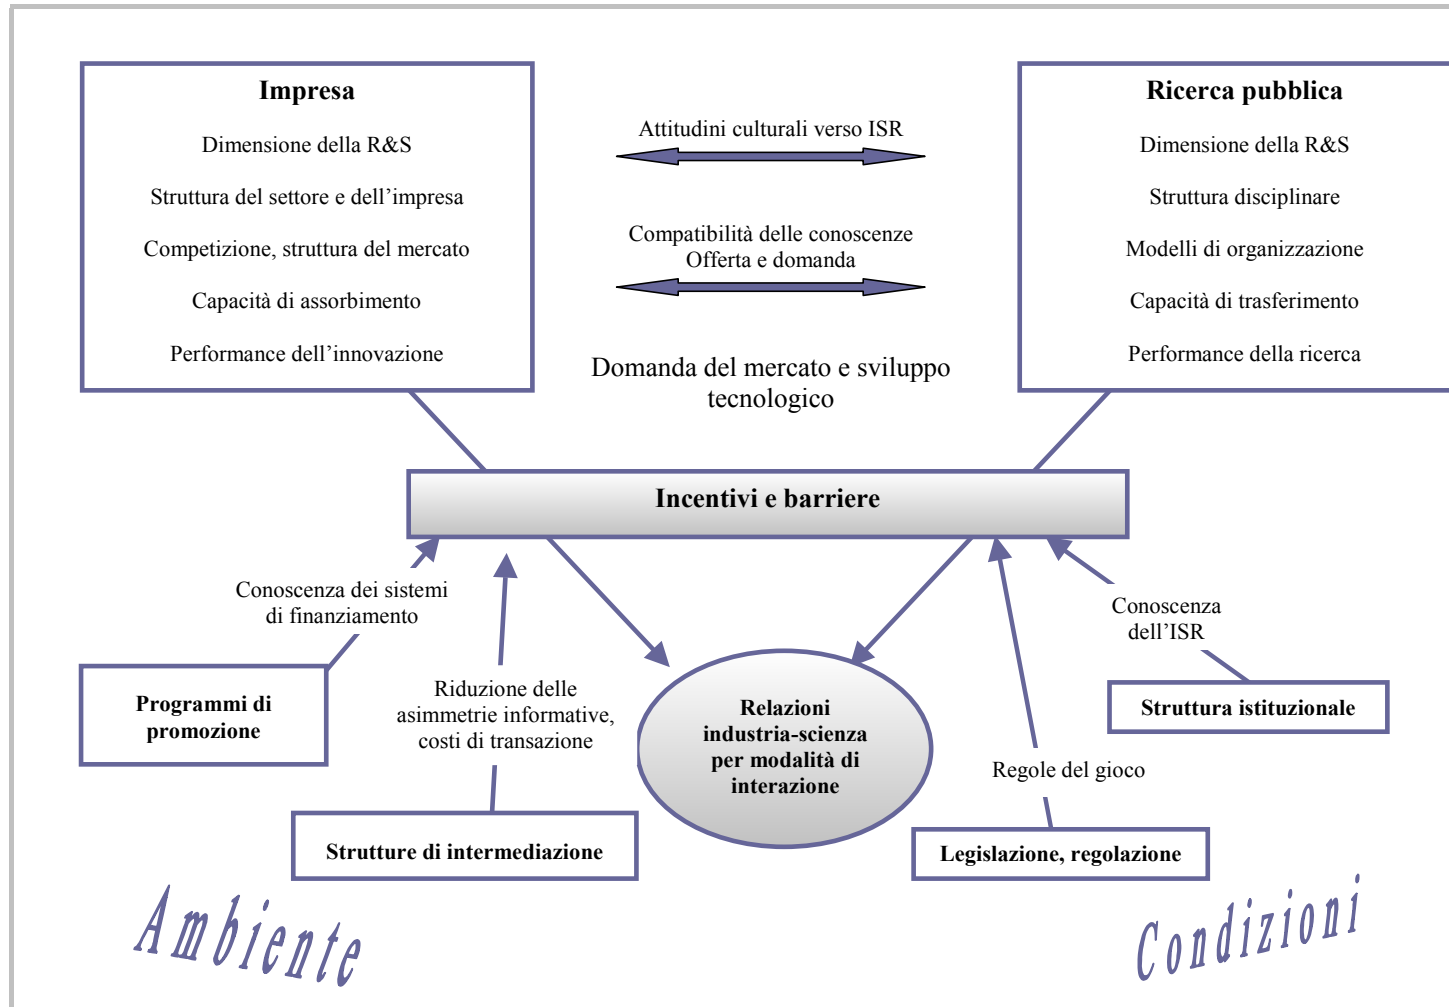 Impresa
Dimensione della R&S
Struttura del settore e dell’impresa
Competizione, struttura del mercato
Capacità di assorbimento
Performance dell’innovazione
Attitudini culturali verso ISR
Compatibilità delle conoscenze
Offerta e domanda
Domanda del mercato e sviluppo
tecnologico
Ricerca pubblica
Dimensione della R&S
Struttura disciplinare
Modelli di organizzazione
Capacità di trasferimento
Performance della ricerca
Incentivi e barriere
Conoscenza dei sistemi
di finanziamento
Conoscenza
dell’ISR
Programmi di
promozione
Riduzione delle
asimmetrie informative,
costi di transazione
Relazioni
industria-scienza
per modalità di
interazione
Struttura istituzionale
Regole del gioco
Strutture di intermediazione
Legislazione, regolazione
Ambiente
Condizioni